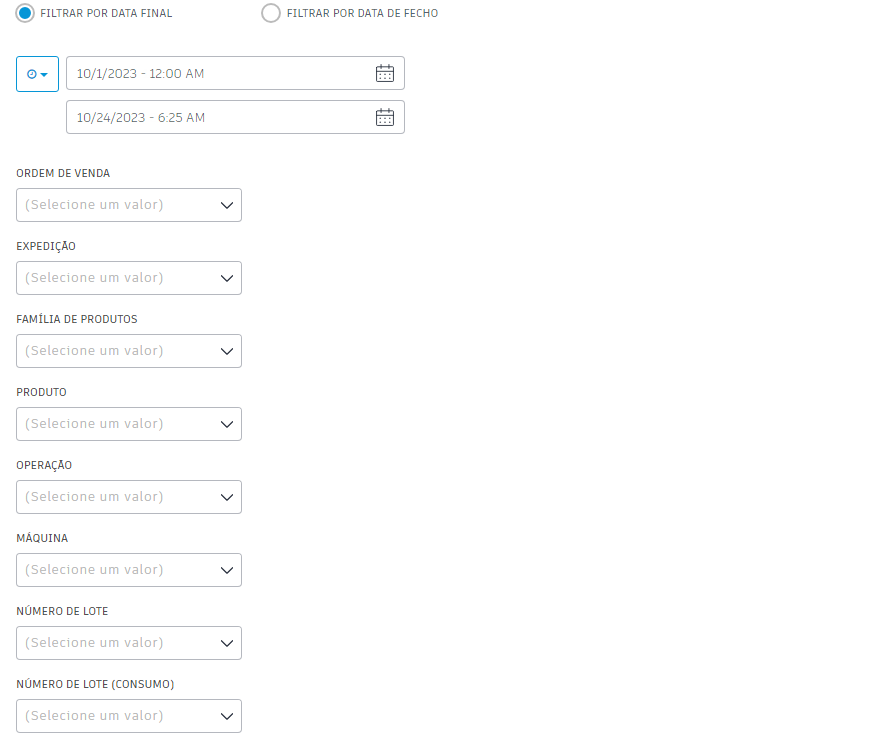 FILTRAR POR DATA FINAL FILTRAR POR DATA DE FECHO
10/1/2023 - 12:00 AM
10/24/2023 - 6:25 AM
ORDEM DE VENDA
(Selecione um valor)
EXPEDIÇÃO
(Selecione um valor)
FAMÍLIA DE PRODUTOS
(Selecione um valor)
PRODUTO
(Selecione um valor)
OPERAÇÃO
(Selecione um valor)
MÁQUINA
(Selecione um valor)
NÚMERO DE LOTE
(Selecione um valor)
NÚMERO DE LOTE (CONSUMO)
(Selecione um valor)